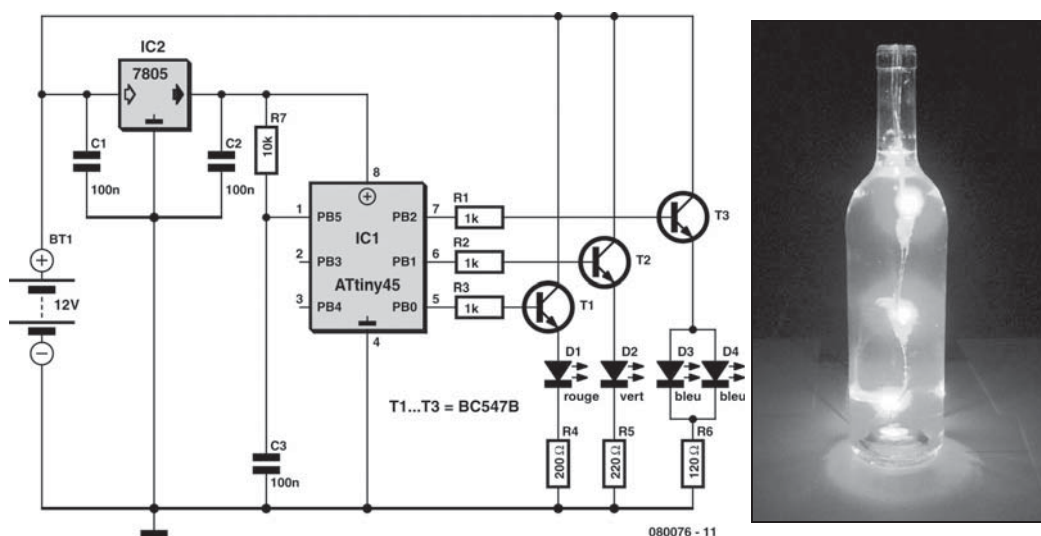 IC2
7805
C1
100n
C2
100n
R7
10k
BT1
12V
8
1 PB5 PB2 7
IC1
2 PB3 PB1 6
ATtiny45
3 PB4 PB0 5
4
R1
1k
R2
1k
R3
1k
T3
T2
T1
D1
rouge
D2
vert
D3
bleu
D4
bleu
T1...T3 = BC547B
C3
100n
R4
200Ω
R5
220Ω
R6
120Ω
080076 - 11